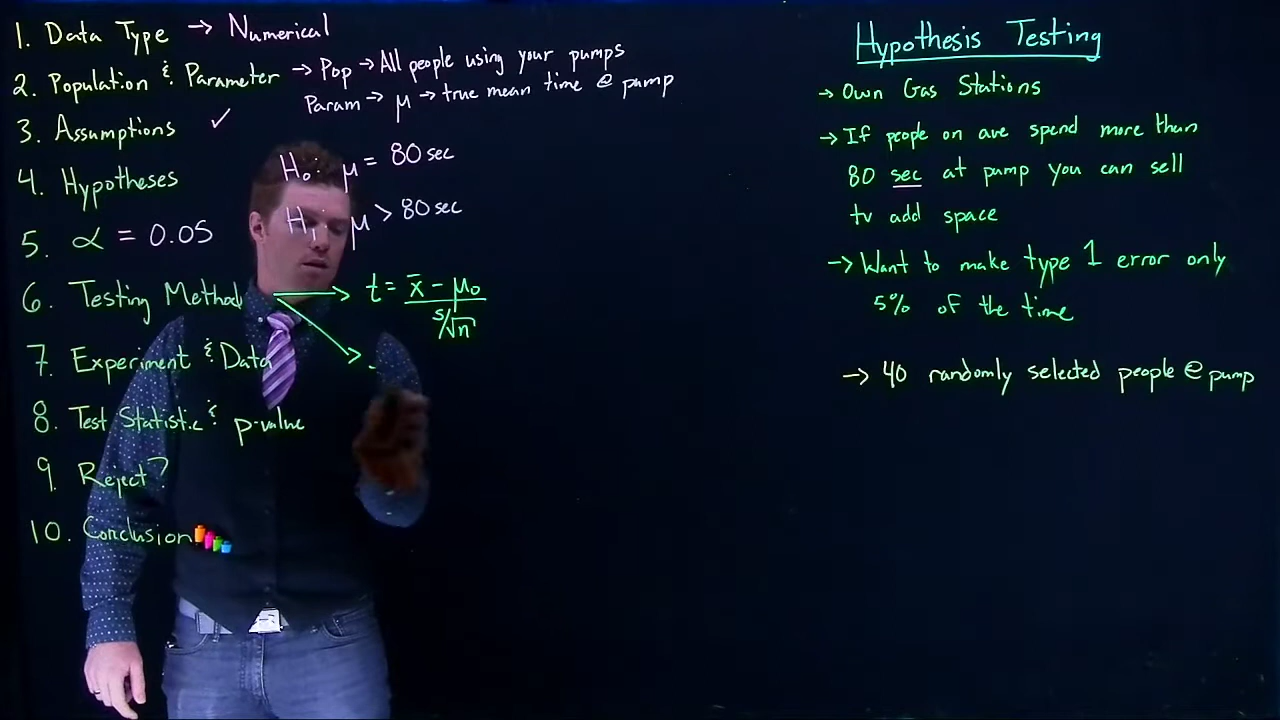 1. Data Type → Numerical
2. Population & Parameter → Pop → All people using your pumps
Param → μ → true mean time @ pump
3. Assumptions ✓
4. Hypotheses
H₀: μ = 80 sec
H₁: μ > 80 sec
5. α = 0.05
6. Testing Method → t = x̄ - μ₀
s/√n
7. Experiment & Data
8. Test Statistic & p-value
9. Reject?
10. Conclusion
Hypothesis Testing
→ Own Gas Stations
→ If people on ave spend more than
80 sec at pump you can sell
tv add space
→ Want to make type 1 error only
5% of the time
→ 40 randomly selected people @ pump